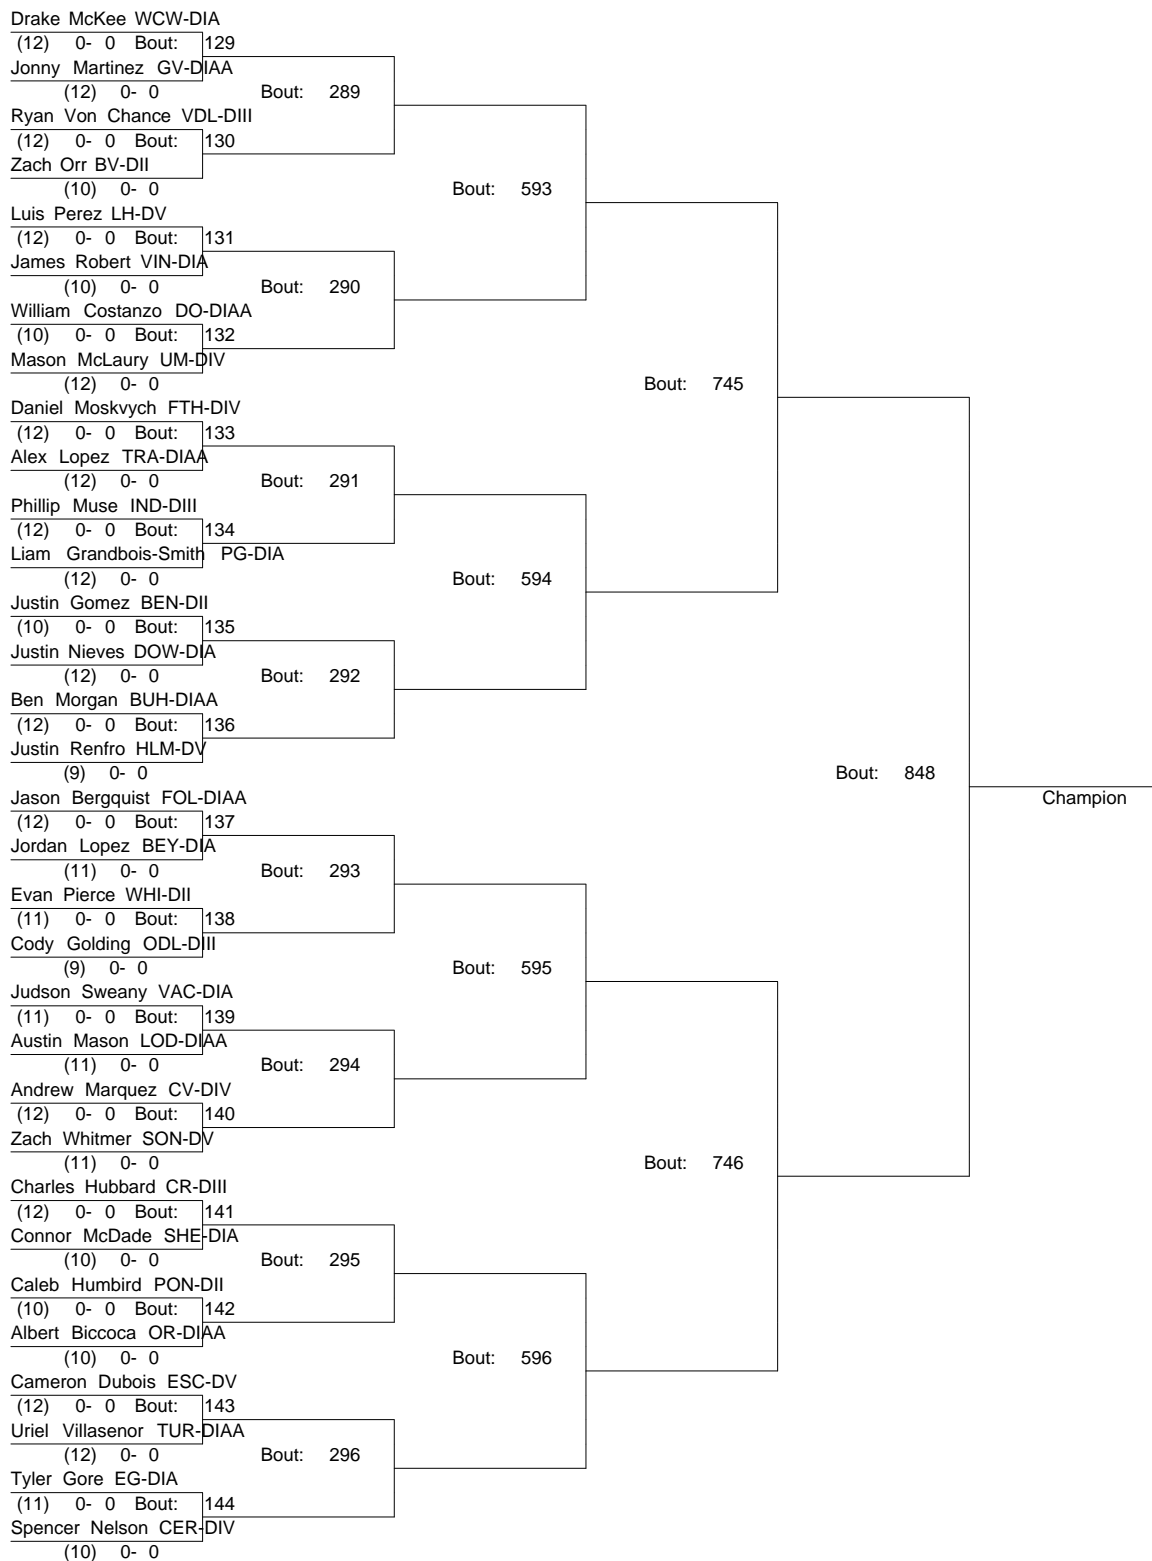 Drake McKee WCW-DIA
(12) 0- 0 Bout: 129
Jonny Martinez GV-DIAA
(12) 0- 0 Bout: 289
Ryan Von Chance VDL-DIII
(12) 0- 0 Bout: 130
Zach Orr BV-DII
(10) 0- 0 Bout: 593
Luis Perez LH-DV
(12) 0- 0 Bout: 131
James Robert VIN-DIA
(10) 0- 0 Bout: 290
William Costanzo DO-DIAA
(10) 0- 0 Bout: 132
Mason McLaury UM-DIV
(12) 0- 0 Bout: 745
Daniel Moskvych FTH-DIV
(12) 0- 0 Bout: 133
Alex Lopez TRA-DIAA
(12) 0- 0 Bout: 291
Phillip Muse IND-DIII
(12) 0- 0 Bout: 134
Liam Grandbois-Smith PG-DIA
(12) 0- 0 Bout: 594
Justin Gomez BEN-DII
(10) 0- 0 Bout: 135
Justin Nieves DOW-DIA
(12) 0- 0 Bout: 292
Ben Morgan BUH-DIAA
(12) 0- 0 Bout: 136
Justin Renfro HLM-DV
(9) 0- 0 Bout: 848
Jason Bergquist FOL-DIAA Champion
(12) 0- 0 Bout: 137
Jordan Lopez BEY-DIA
(11) 0- 0 Bout: 293
Evan Pierce WHI-DII
(11) 0- 0 Bout: 138
Cody Golding ODL-DIII
(9) 0- 0 Bout: 595
Judson Sweany VAC-DIA
(11) 0- 0 Bout: 139
Austin Mason LOD-DIAA
(11) 0- 0 Bout: 294
Andrew Marquez CV-DIV
(12) 0- 0 Bout: 140
Zach Whitmer SON-DV
(11) 0- 0 Bout: 746
Charles Hubbard CR-DIII
(12) 0- 0 Bout: 141
Connor McDade SHE-DIA
(10) 0- 0 Bout: 295
Caleb Humbird PON-DII
(10) 0- 0 Bout: 142
Albert Biccoca OR-DIAA
(10) 0- 0 Bout: 596
Cameron Dubois ESC-DV
(12) 0- 0 Bout: 143
Uriel Villasenor TUR-DIAA
(12) 0- 0 Bout: 296
Tyler Gore EG-DIA
(11) 0- 0 Bout: 144
Spencer Nelson CER-DIV
(10) 0- 0